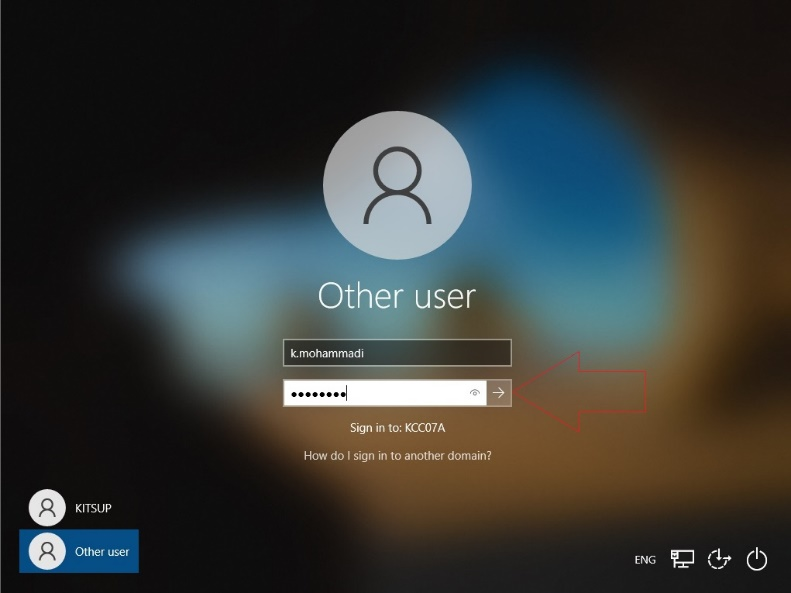 Other user
k.mohammadi
••••••••
Sign in to: KCC07A
How do I sign in to another domain?
KITSUP
Other user
ENG